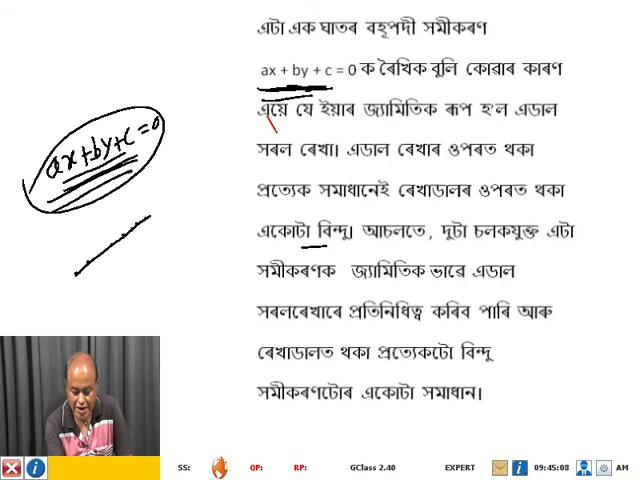 এটা এক ঘাতৰ বহুপদী সমীকৰণ
ax + by + c = 0 ক ৰৈখিক বুলি কোৱাৰ কাৰণ
এয়ে যে ইয়াৰ জ্যামিতিক ৰূপ হ'ল এডাল
সৰল ৰেখা। এডাল ৰেখাৰ ওপৰত থকা
প্ৰত্যেক সমাধানেই ৰেখাডালৰ ওপৰত থকা
একোটা বিন্দু। আচলতে, দুটা চলকযুক্ত এটা
সমীকৰণক জ্যামিতিক ভাৱে এডাল
সৰলৰেখাৰে প্ৰতিনিধিত্ব কৰিব পাৰি আৰু
ৰেখাডালত থকা প্ৰত্যেকটো বিন্দু
সমীকৰণটোৰ একোটা সমাধান।
ax+by+c=0
SS: QP: RP: GClass 2.40 EXPERT 09:45:08 AM